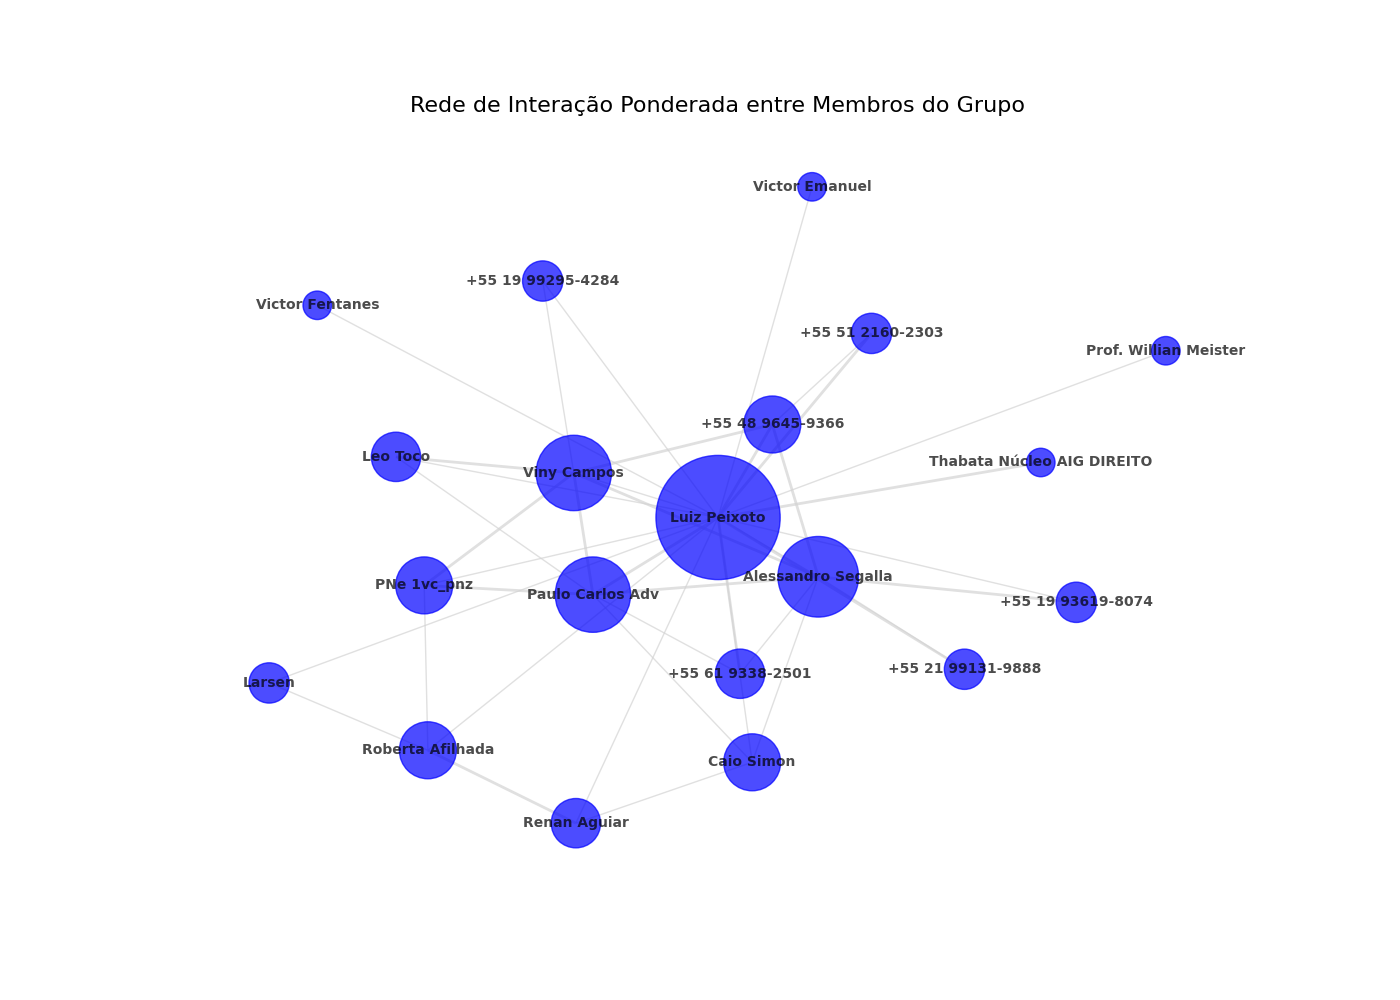 Rede de Interação Ponderada entre Membros do Grupo
Victor Emanuel
+55 19 99295-4284
Victor Fentanes
+55 51 2160-2303
Prof. Willian Meister
+55 48 9645-9366
Leo Toco
Thabata Núcleo AIG DIREITO
Viny Campos
Luiz Peixoto
Alessandro Segalla
PNe 1vc_pnz
Paulo Carlos Adv
+55 19 93619-8074
+55 21 99131-9888
+55 61 9338-2501
Larsen
Roberta Afilhada
Caio Simon
Renan Aguiar